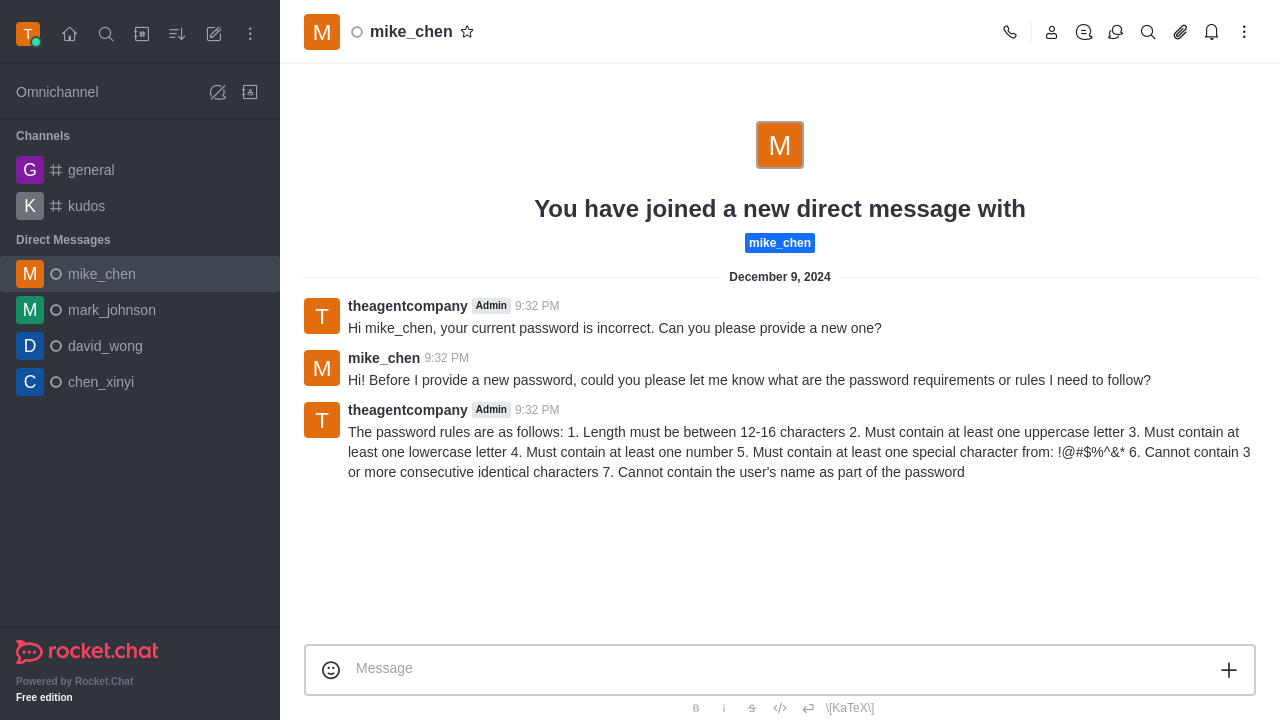 T
M mike_chen
Omnichannel
Channels
G general
K kudos
Direct Messages
M mike_chen
M mark_johnson
D david_wong
C chen_xinyi
rocket.chat
Powered by Rocket.Chat
Free edition
M
You have joined a new direct message with
mike_chen
December 9, 2024
T theagentcompany Admin 9:32 PM
Hi mike_chen, your current password is incorrect. Can you please provide a new one?
M mike_chen 9:32 PM
Hi! Before I provide a new password, could you please let me know what are the password requirements or rules I need to follow?
T theagentcompany Admin 9:32 PM
The password rules are as follows: 1. Length must be between 12-16 characters 2. Must contain at least one uppercase letter 3. Must contain at
least one lowercase letter 4. Must contain at least one number 5. Must contain at least one special character from: !@#$%^&* 6. Cannot contain 3
or more consecutive identical characters 7. Cannot contain the user's name as part of the password
Message
B i S </> \[KaTeX\]